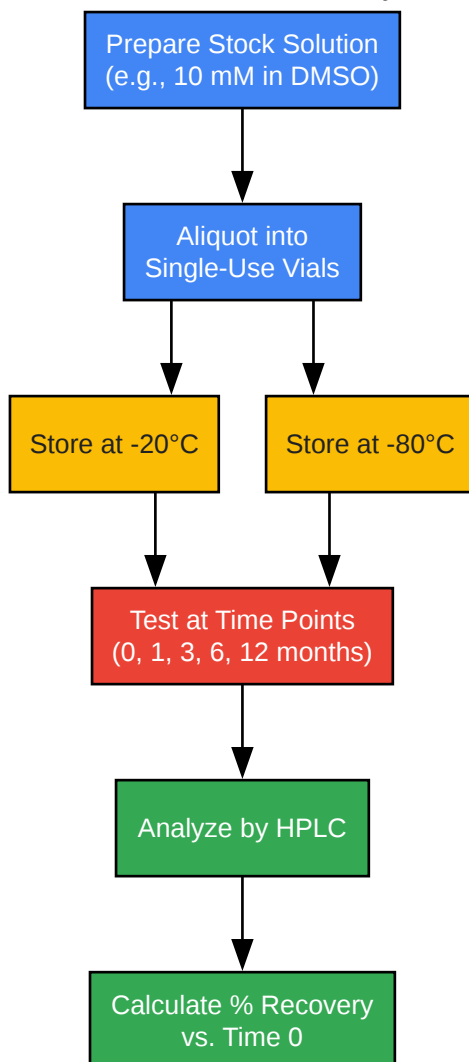 Prepare Stock Solution
(e.g., 10 mM in DMSO)
Aliquot into
Single-Use Vials
Store at -20°C
Store at -80°C
Test at Time Points
(0, 1, 3, 6, 12 months)
Analyze by HPLC
Calculate % Recovery
vs. Time 0